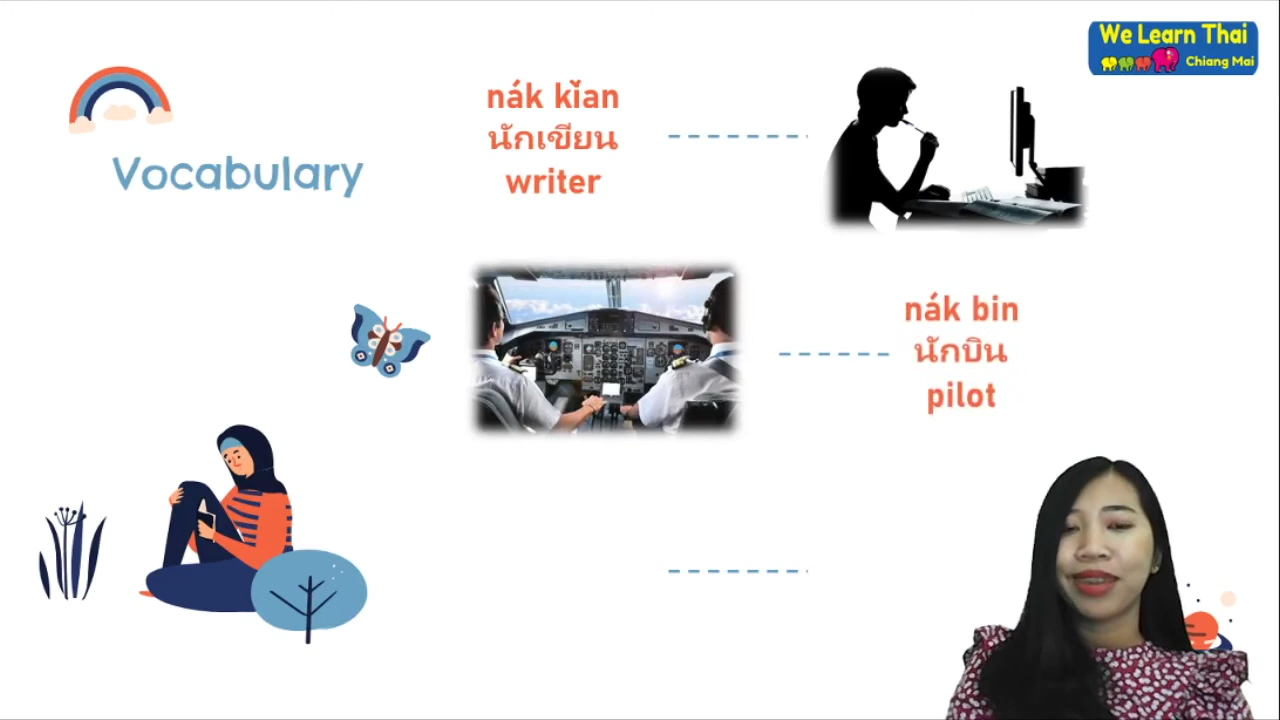 We Learn Thai
Chiang Mai
Vocabulary
nák kǐan
นักเขียน
writer
nák bin
นักบิน
pilot